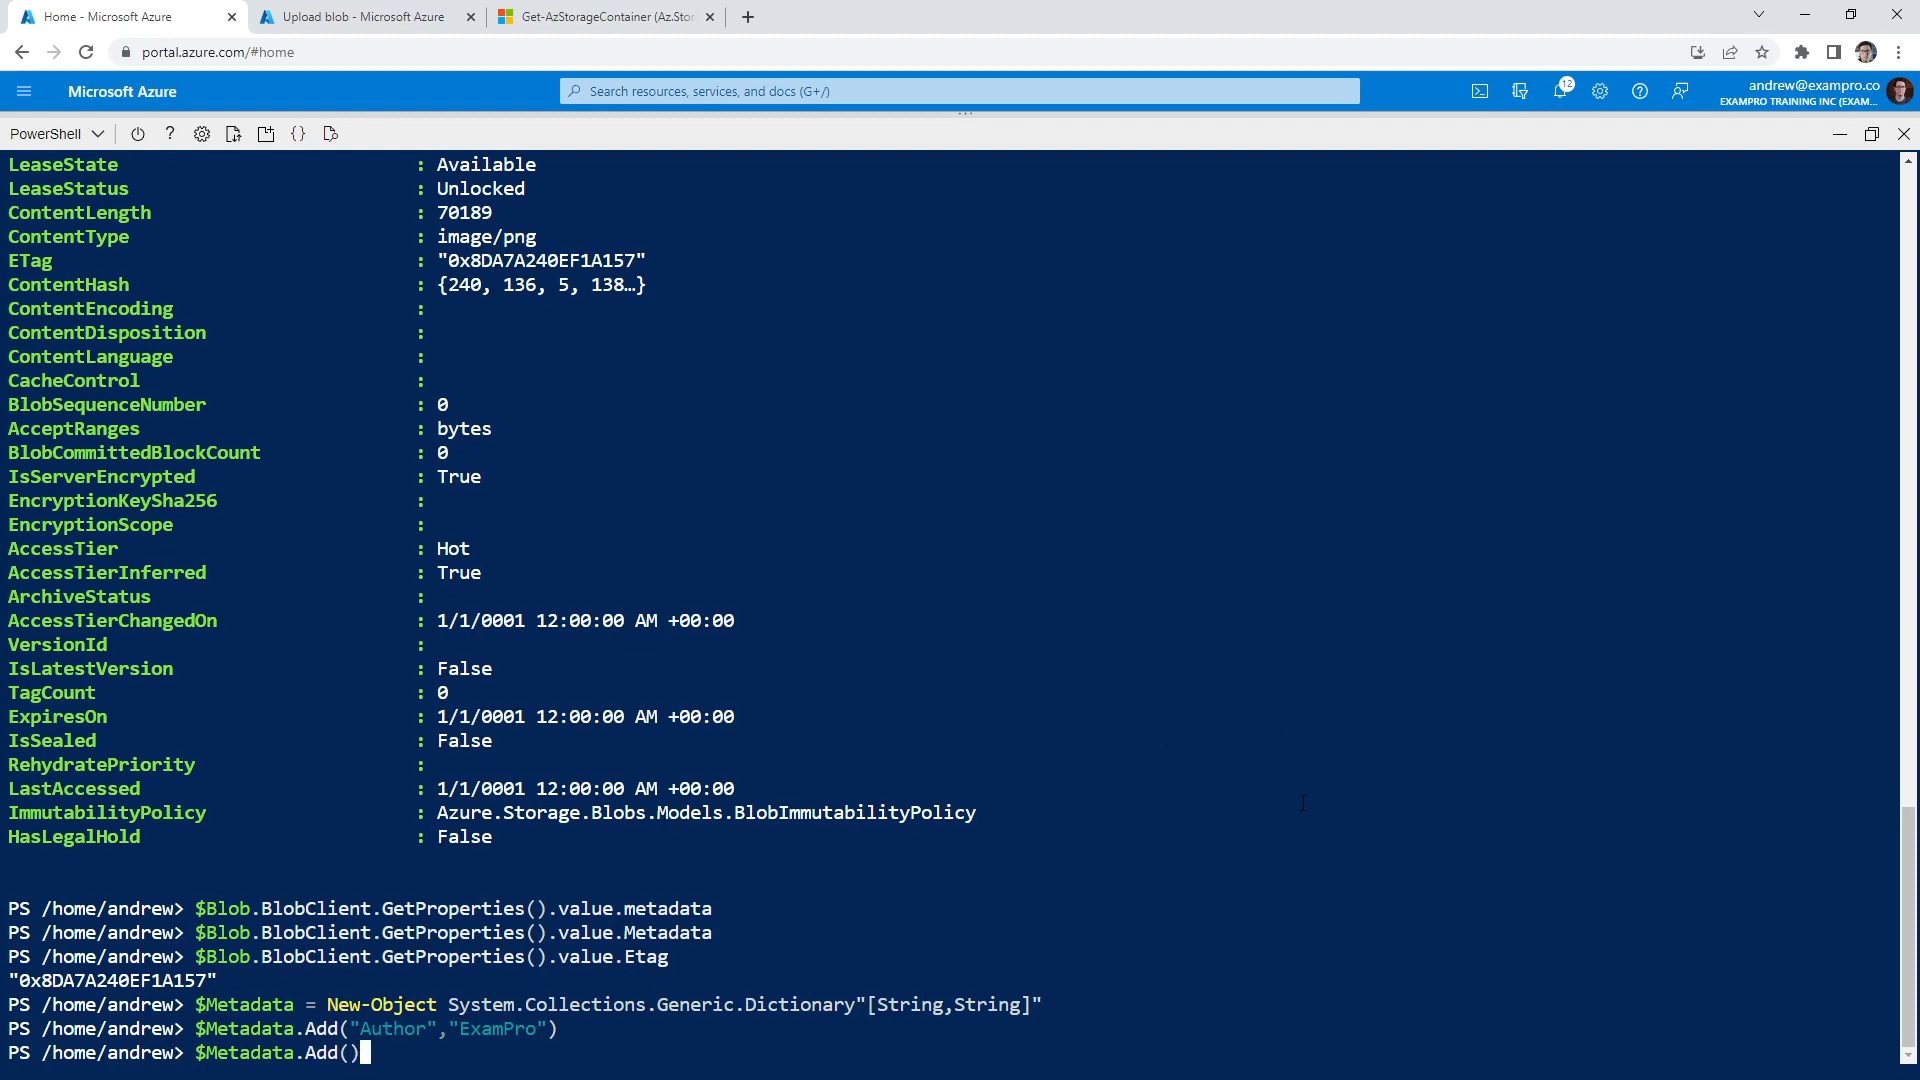 Home - Microsoft Azure
Upload blob - Microsoft Azure
Get-AzStorageContainer (Az.Stor
portal.azure.com/#home
Microsoft Azure
Search resources, services, and docs (G+/)
12
andrew@exampro.co
EXAMPRO TRAINING INC (EXAM...
PowerShell
LeaseState : Available
LeaseStatus : Unlocked
ContentLength : 70189
ContentType : image/png
ETag : "0x8DA7A240EF1A157"
ContentHash : {240, 136, 5, 138…}
ContentEncoding :
ContentDisposition :
ContentLanguage :
CacheControl :
BlobSequenceNumber : 0
AcceptRanges : bytes
BlobCommittedBlockCount : 0
IsServerEncrypted : True
EncryptionKeySha256 :
EncryptionScope :
AccessTier : Hot
AccessTierInferred : True
ArchiveStatus :
AccessTierChangedOn : 1/1/0001 12:00:00 AM +00:00
VersionId :
IsLatestVersion : False
TagCount : 0
ExpiresOn : 1/1/0001 12:00:00 AM +00:00
IsSealed : False
RehydratePriority :
LastAccessed : 1/1/0001 12:00:00 AM +00:00
ImmutabilityPolicy : Azure.Storage.Blobs.Models.BlobImmutabilityPolicy
HasLegalHold : False
PS /home/andrew> $Blob.BlobClient.GetProperties().value.metadata
PS /home/andrew> $Blob.BlobClient.GetProperties().value.Metadata
PS /home/andrew> $Blob.BlobClient.GetProperties().value.Etag
"0x8DA7A240EF1A157"
PS /home/andrew> $Metadata = New-Object System.Collections.Generic.Dictionary"[String,String]"
PS /home/andrew> $Metadata.Add("Author","ExamPro")
PS /home/andrew> $Metadata.Add()